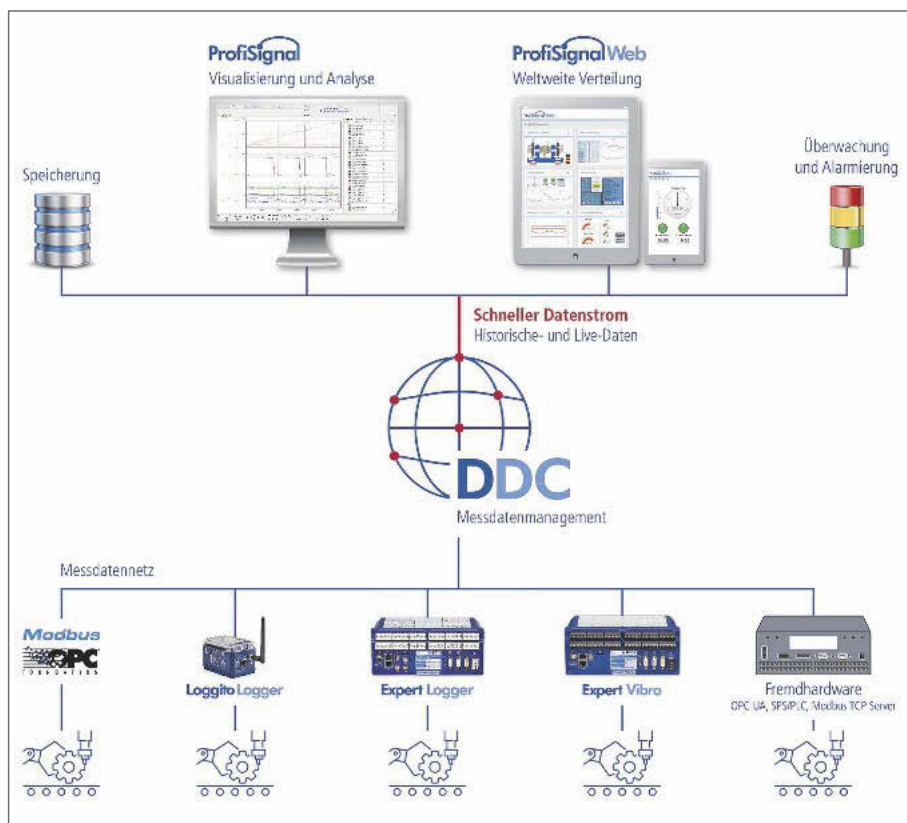 ProfiSignal
Visualisierung und Analyse
ProfiSignal Web
Weltweite Verteilung
Speicherung
Überwachung
und Alarmierung
Schneller Datenstrom
Historische- und Live-Daten
DDC
Messdatenmanagement
Messdatennetz
Modbus
OPC
FOUNDATION
Loggito Logger
Expert Logger
Expert Vibro
Fremdhardware
OPC UA, SPS/PLC, Modbus TCP Server